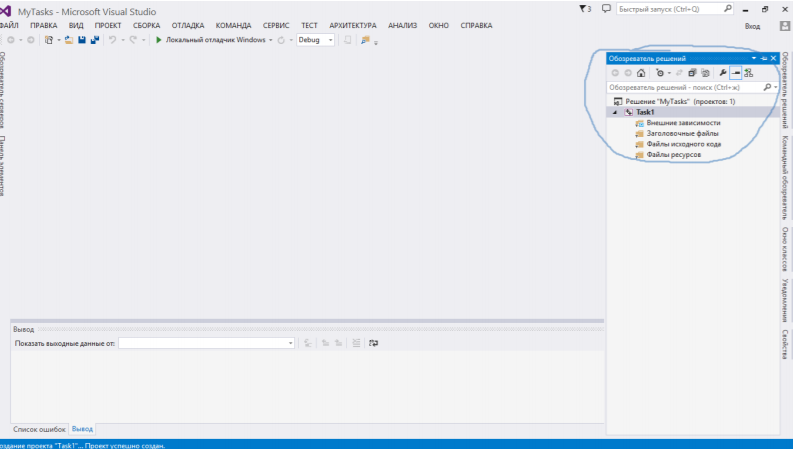 MyTasks - Microsoft Visual Studio
3
Быстрый запуск (Ctrl+Q)
ФАЙЛ ПРАВКА ВИД ПРОЕКТ СБОРКА ОТЛАДКА КОМАНДА СЕРВИС ТЕСТ АРХИТЕКТУРА АНАЛИЗ ОКНО СПРАВКА
Вход
Локальный отладчик Windows
Debug
Обозреватель серверов
Панель элементов
Обозреватель решений
Обозреватель решений - поиск (Ctrl+ж)
Решение "MyTasks" (проектов: 1)
Task1
Внешние зависимости
Заголовочные файлы
Файлы исходного кода
Файлы ресурсов
Обозреватель решений
Командный обозреватель
Окно классов
Уведомления
Свойства
Вывод
Показать выходные данные от:
Список ошибок Вывод
оздание проекта "Task1"... Проект успешно создан.